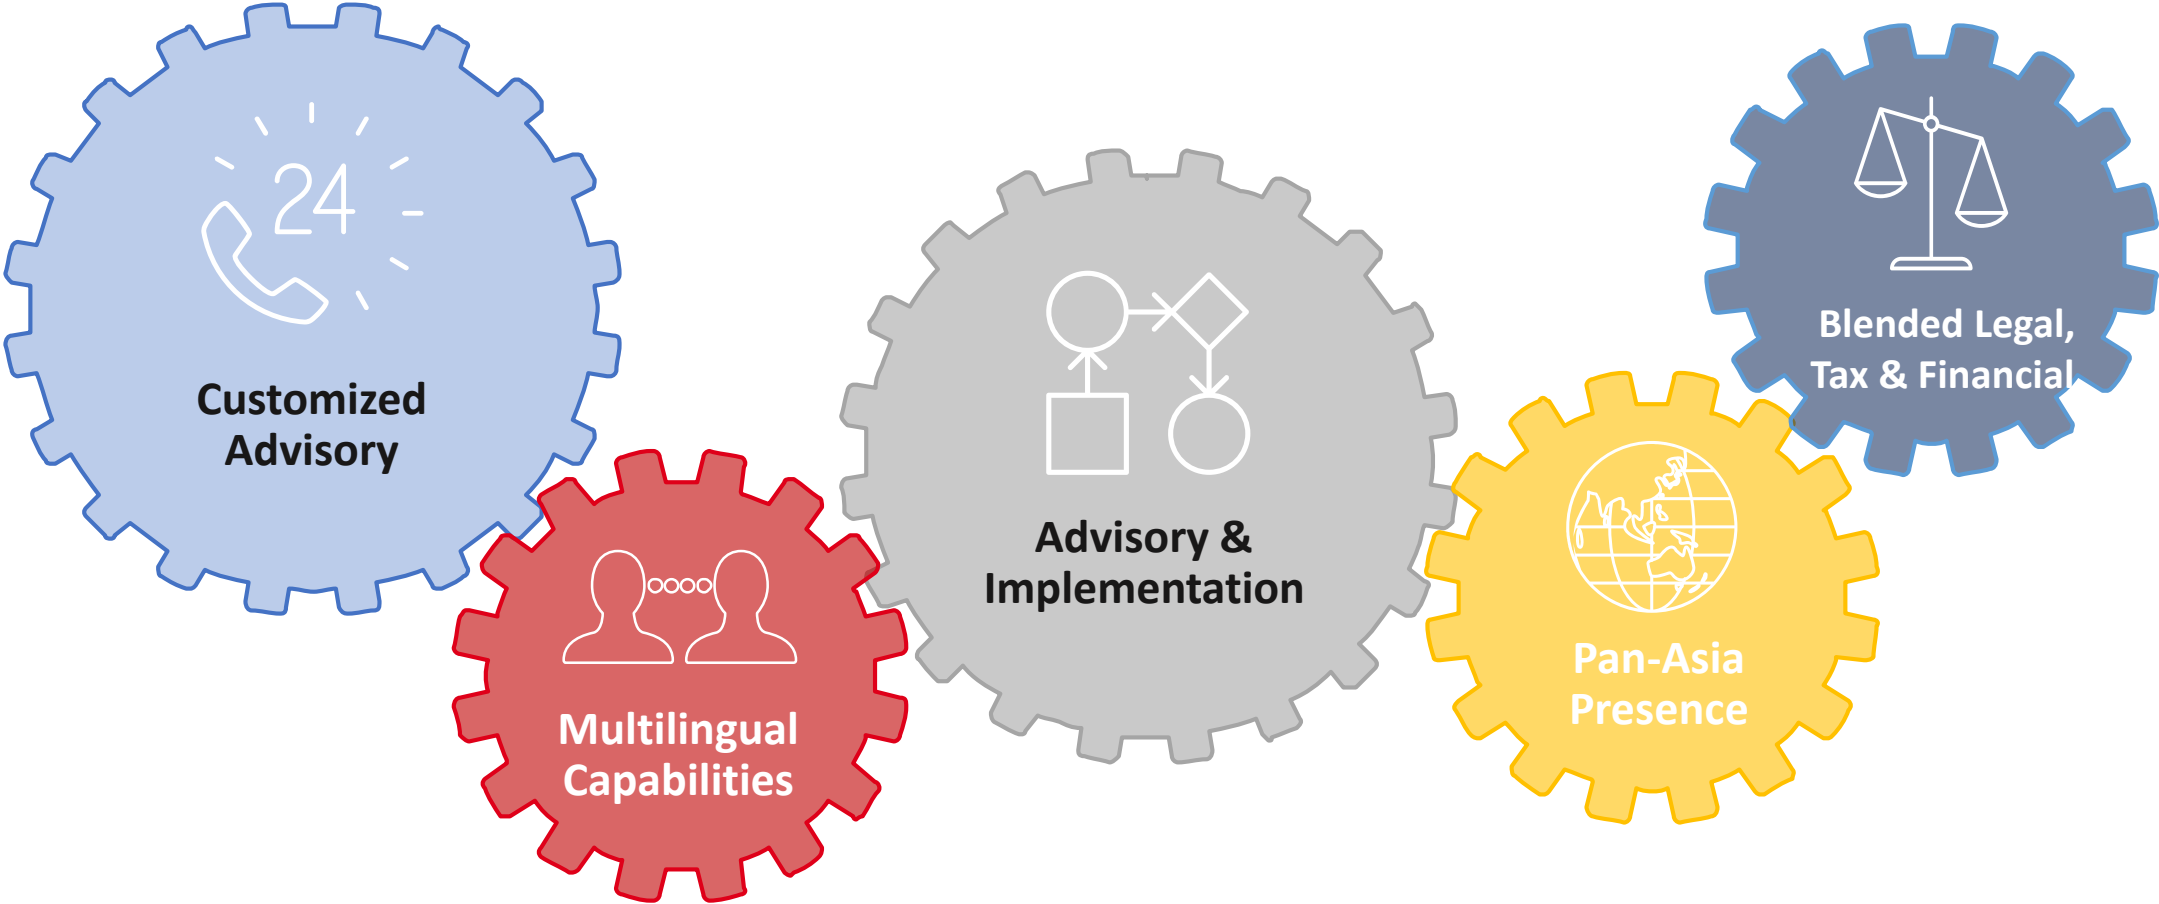 24
Customized
Advisory
Multilingual
Capabilities
Advisory &
Implementation
Pan-Asia
Presence
Blended Legal,
Tax & Financial